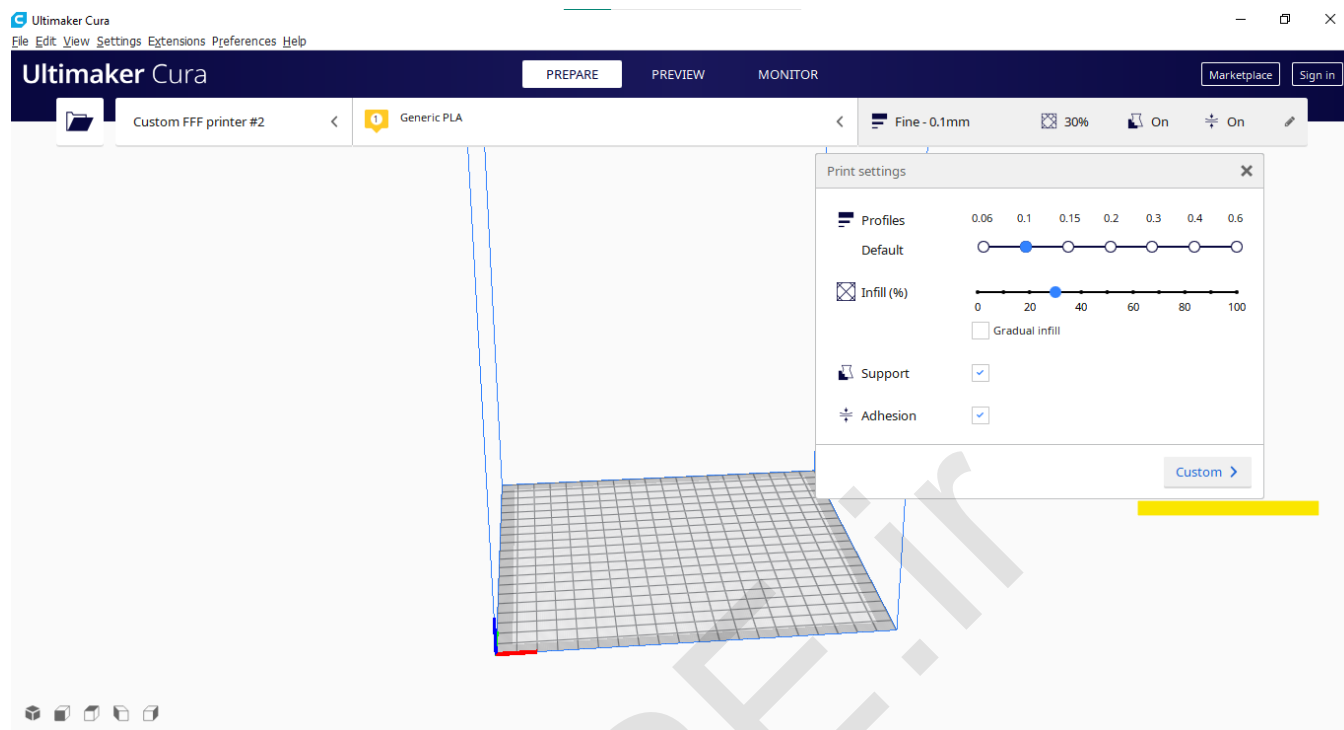 Ultimaker Cura
File Edit View Settings Extensions Preferences Help
Ultimaker Cura PREPARE PREVIEW MONITOR Marketplace Sign in
Custom FFF printer #2 1 Generic PLA Fine - 0.1mm 30% On On
Print settings
Profiles 0.06 0.1 0.15 0.2 0.3 0.4 0.6
Default
Infill (%)
0 20 40 60 80 100
Gradual infill
Support
Adhesion
Custom
E.ir